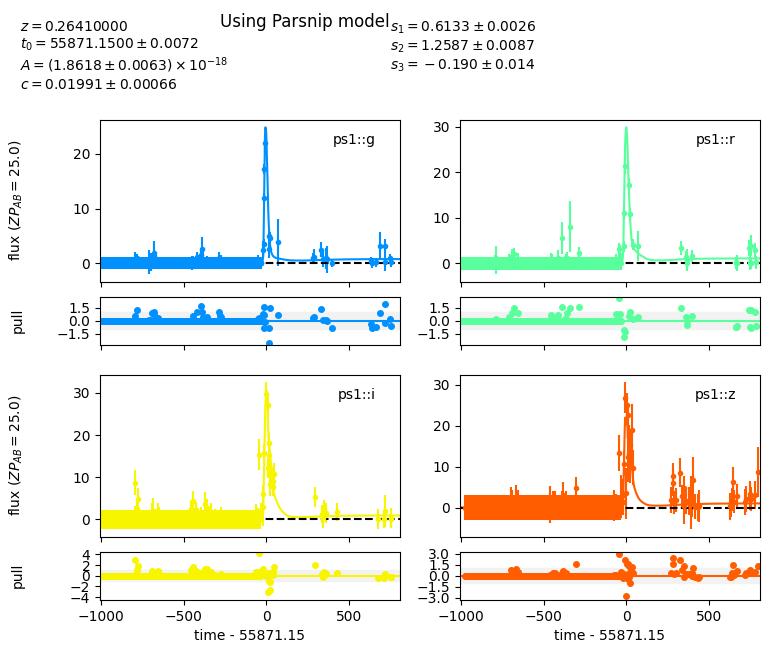 Using Parsnip model
z = 0.26410000
t₀ = 55871.1500 ± 0.0072
A = (1.8618 ± 0.0063) × 10⁻¹⁸
c = 0.01991 ± 0.00066
s₁ = 0.6133 ± 0.0026
s₂ = 1.2587 ± 0.0087
s₃ = −0.190 ± 0.014
flux (ZP_AB = 25.0)
20
10
0
ps1::g
30
20
10
0
ps1::r
pull
1.5
0.0
−1.5
1.5
0.0
−1.5
flux (ZP_AB = 25.0)
30
20
10
0
ps1::i
30
20
10
0
ps1::z
pull
4
2
0
−2
−4
3.0
1.5
0.0
−1.5
−3.0
−1000 −500 0 500
time - 55871.15
−1000 −500 0 500
time - 55871.15